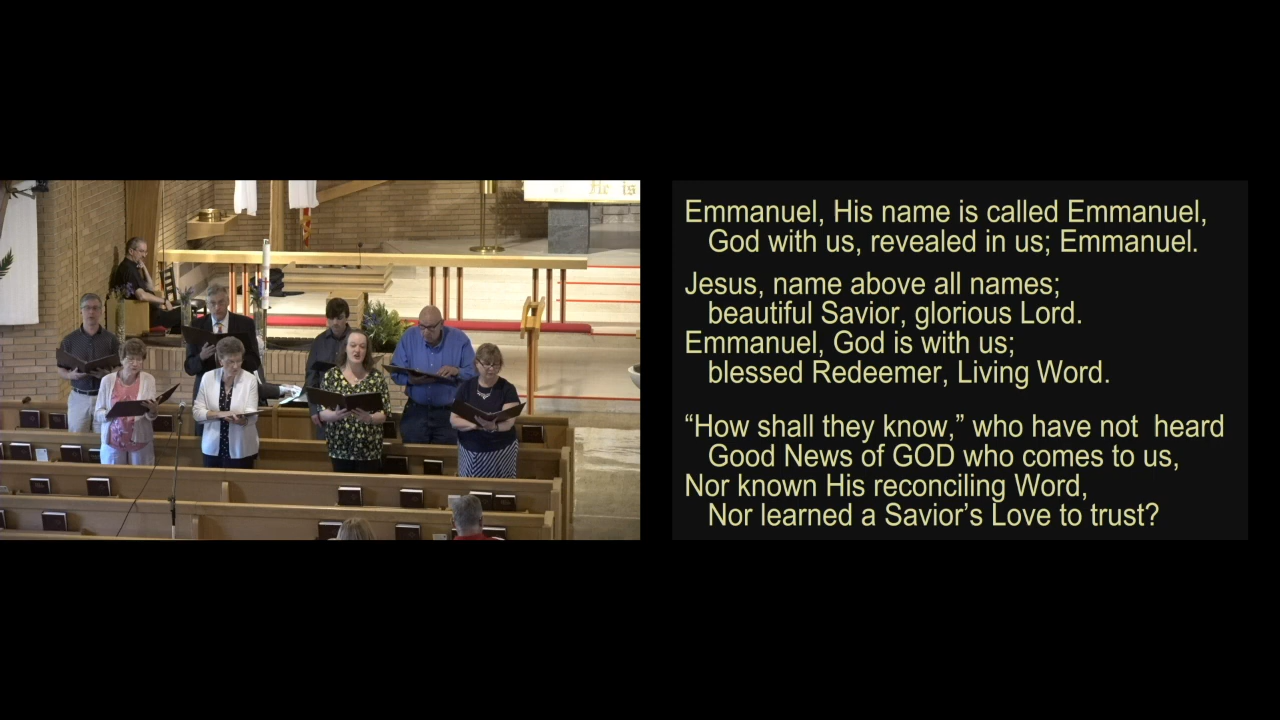 He is
Emmanuel, His name is called Emmanuel,
God with us, revealed in us; Emmanuel.
Jesus, name above all names;
beautiful Savior, glorious Lord.
Emmanuel, God is with us;
blessed Redeemer, Living Word.
“How shall they know,” who have not  heard
Good News of GOD who comes to us,
Nor known His reconciling Word,
Nor learned a Savior’s Love to trust?